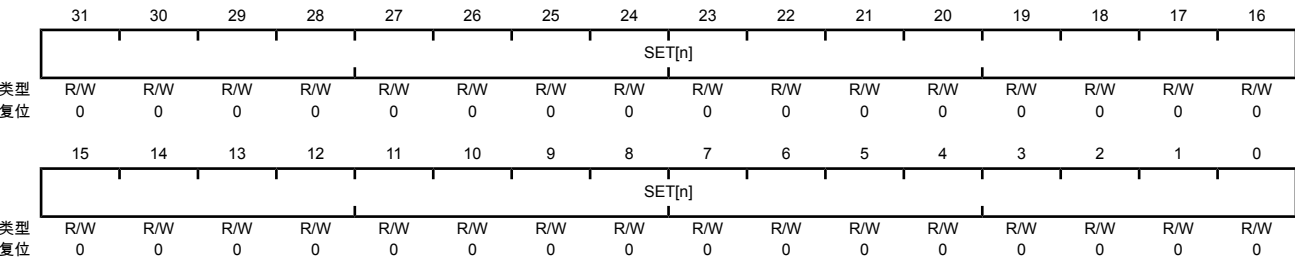 31 30 29 28 27 26 25 24 23 22 21 20 19 18 17 16
SET[n]
类型 R/W R/W R/W R/W R/W R/W R/W R/W R/W R/W R/W R/W R/W R/W R/W R/W
复位 0 0 0 0 0 0 0 0 0 0 0 0 0 0 0 0
15 14 13 12 11 10 9 8 7 6 5 4 3 2 1 0
SET[n]
类型 R/W R/W R/W R/W R/W R/W R/W R/W R/W R/W R/W R/W R/W R/W R/W R/W
复位 0 0 0 0 0 0 0 0 0 0 0 0 0 0 0 0